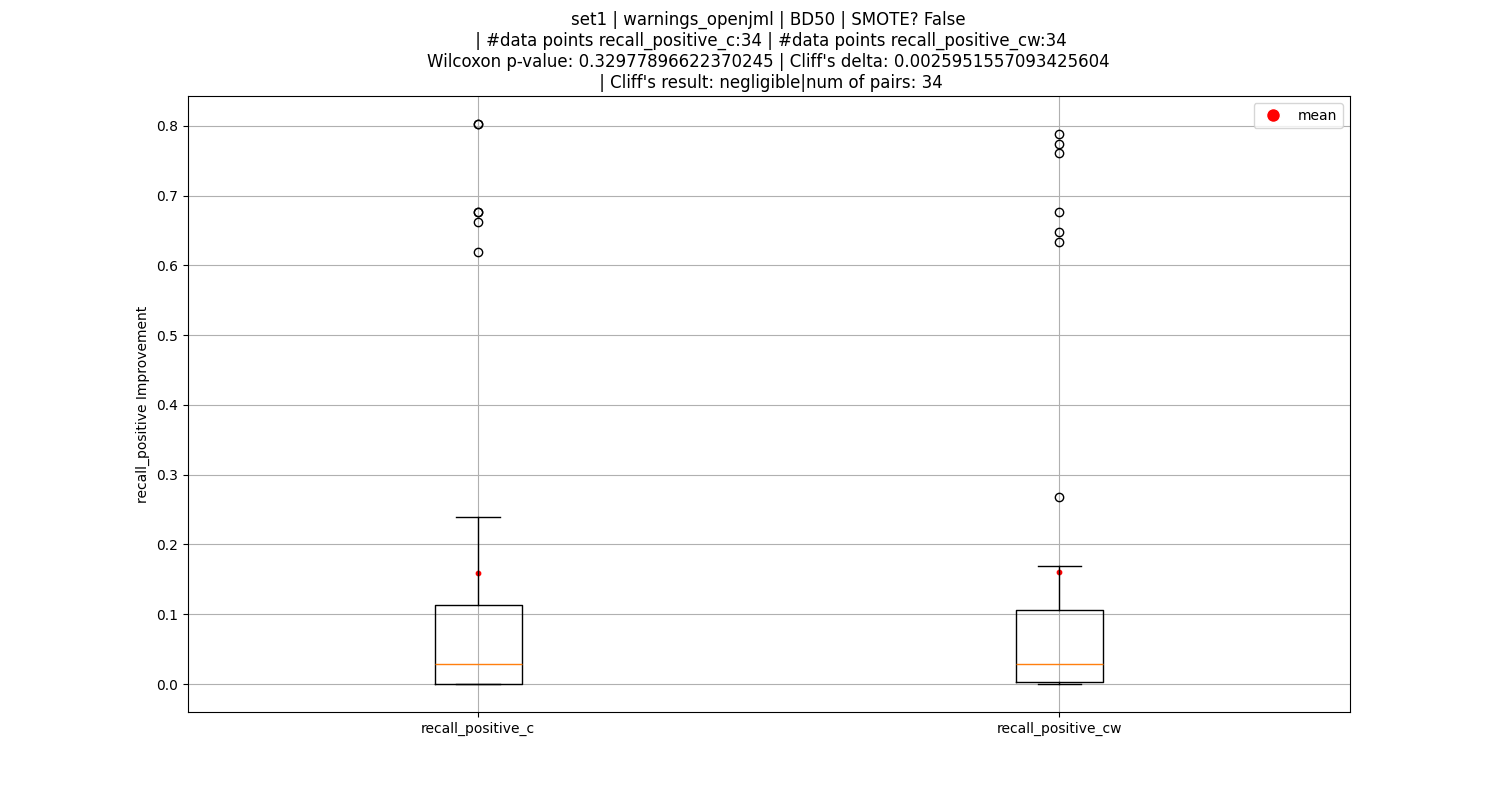 set1 | warnings_openjml | BD50 | SMOTE? False
| #data points recall_positive_c:34 | #data points recall_positive_cw:34
Wilcoxon p-value: 0.32977896622370245 | Cliff's delta: 0.0025951557093425604
| Cliff's result: negligible|num of pairs: 34
mean
0.8
0.7
0.6
0.5
0.4
0.3
0.2
0.1
0.0
recall_positive Improvement
recall_positive_c
recall_positive_cw